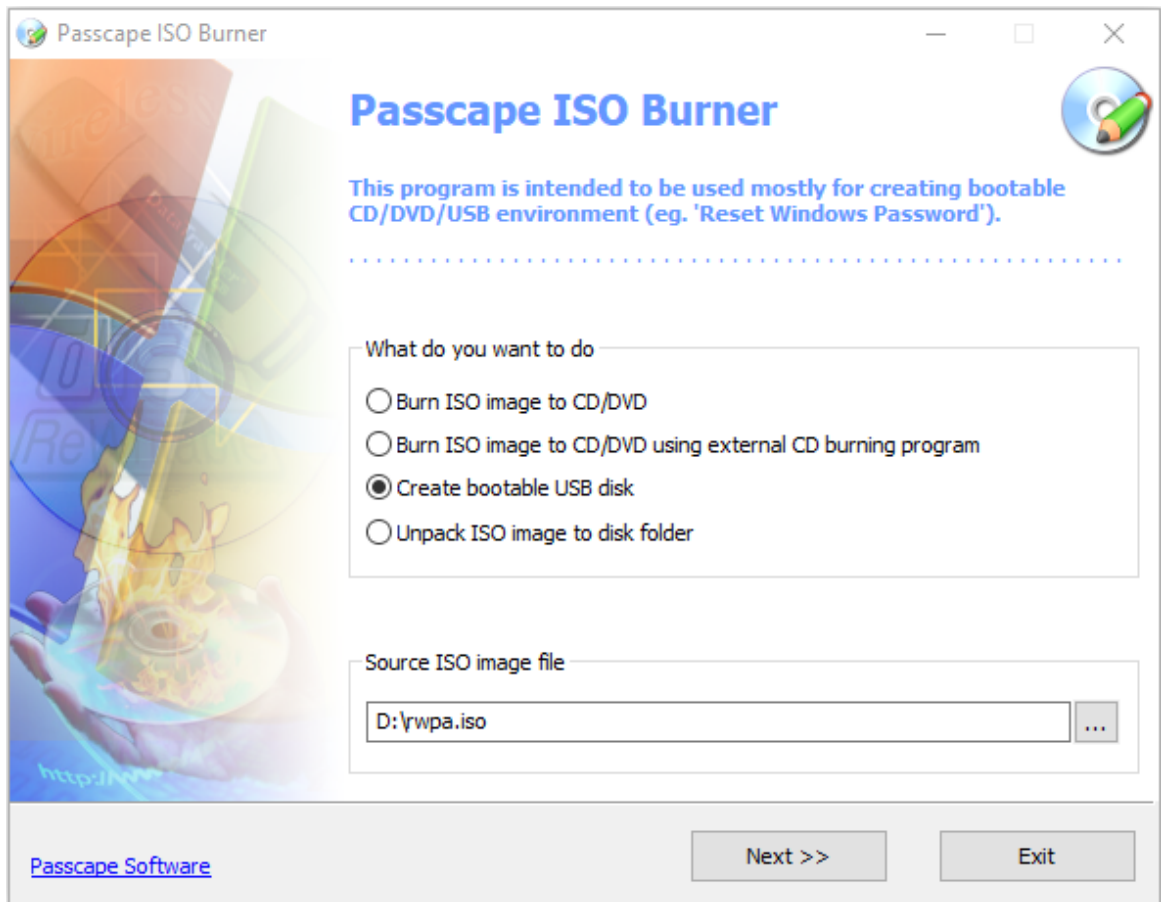 Passcape ISO Burner
Passcape ISO Burner
This program is intended to be used mostly for creating bootable
CD/DVD/USB environment (eg. 'Reset Windows Password').
What do you want to do
Burn ISO image to CD/DVD
Burn ISO image to CD/DVD using external CD burning program
Create bootable USB disk
Unpack ISO image to disk folder
Source ISO image file
D:\rwpa.iso
...
http://
Next >>
Exit
Passcape Software